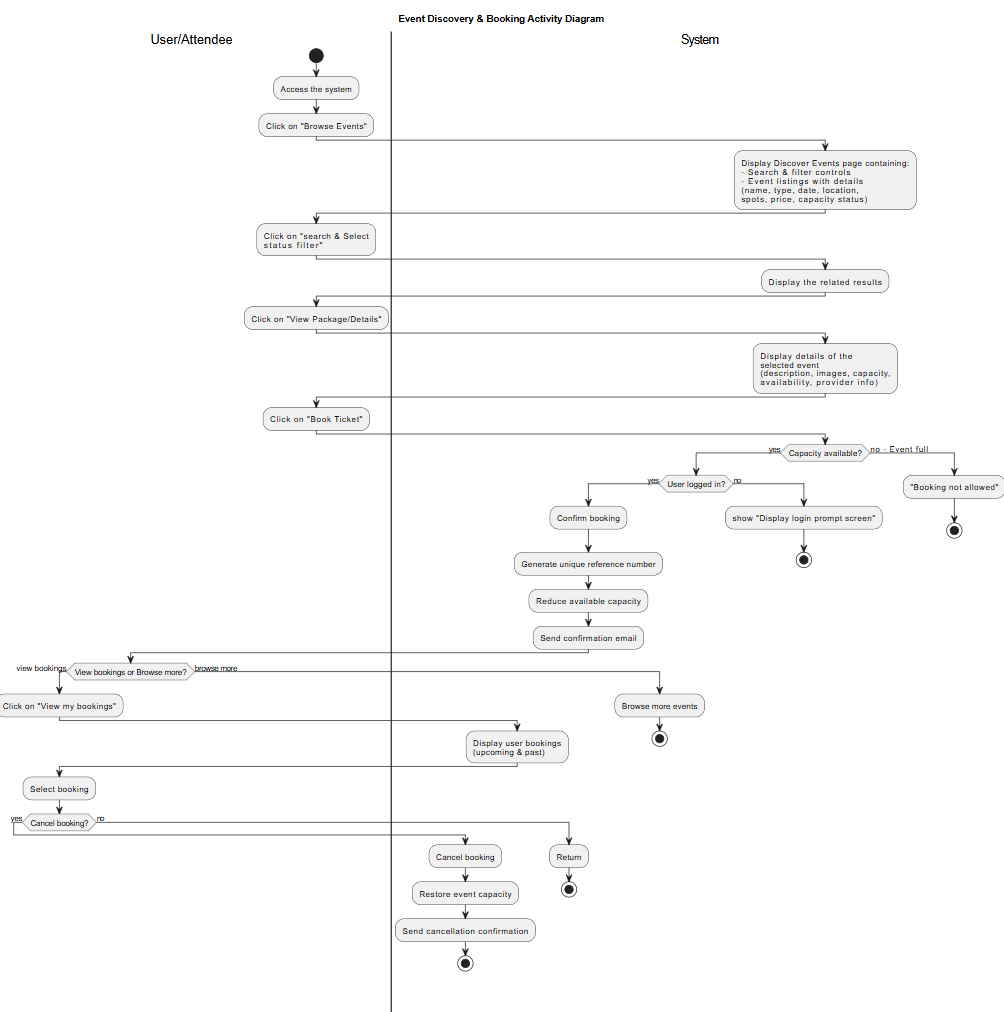 Event Discovery & Booking Activity Diagram
User/Attendee
System
Access the system
Click on "Browse Events"
Display Discover Events page containing:
- Search & filter controls
- Event listings with details
(name, type, date, location,
spots, price, capacity status)
Click on "search & Select
status filter"
Display the related results
Click on "View Package/Details"
Display details of the
selected event
(description, images, capacity,
availability, provider info)
Click on "Book Ticket"
yes
Capacity available?
no - Event full
yes
User logged in?
no
"Booking not allowed"
Confirm booking
show "Display login prompt screen"
Generate unique reference number
Reduce available capacity
Send confirmation email
view bookings
View bookings or Browse more?
browse more
Click on "View my bookings"
Browse more events
Display user bookings
(upcoming & past)
Select booking
yes
Cancel booking?
no
Cancel booking
Return
Restore event capacity
Send cancellation confirmation